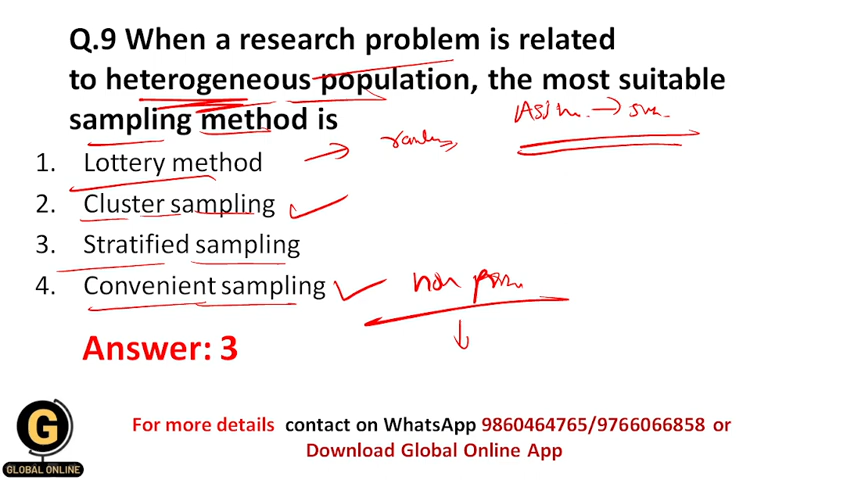 Q.9 When a research problem is related
to heterogeneous population, the most suitable
sampling method is
1. Lottery method
2. Cluster sampling
3. Stratified sampling
4. Convenient sampling
non
Answer: 3
G
GLOBAL ONLINE
For more details contact on WhatsApp 9860464765/9766066858 or
Download Global Online App